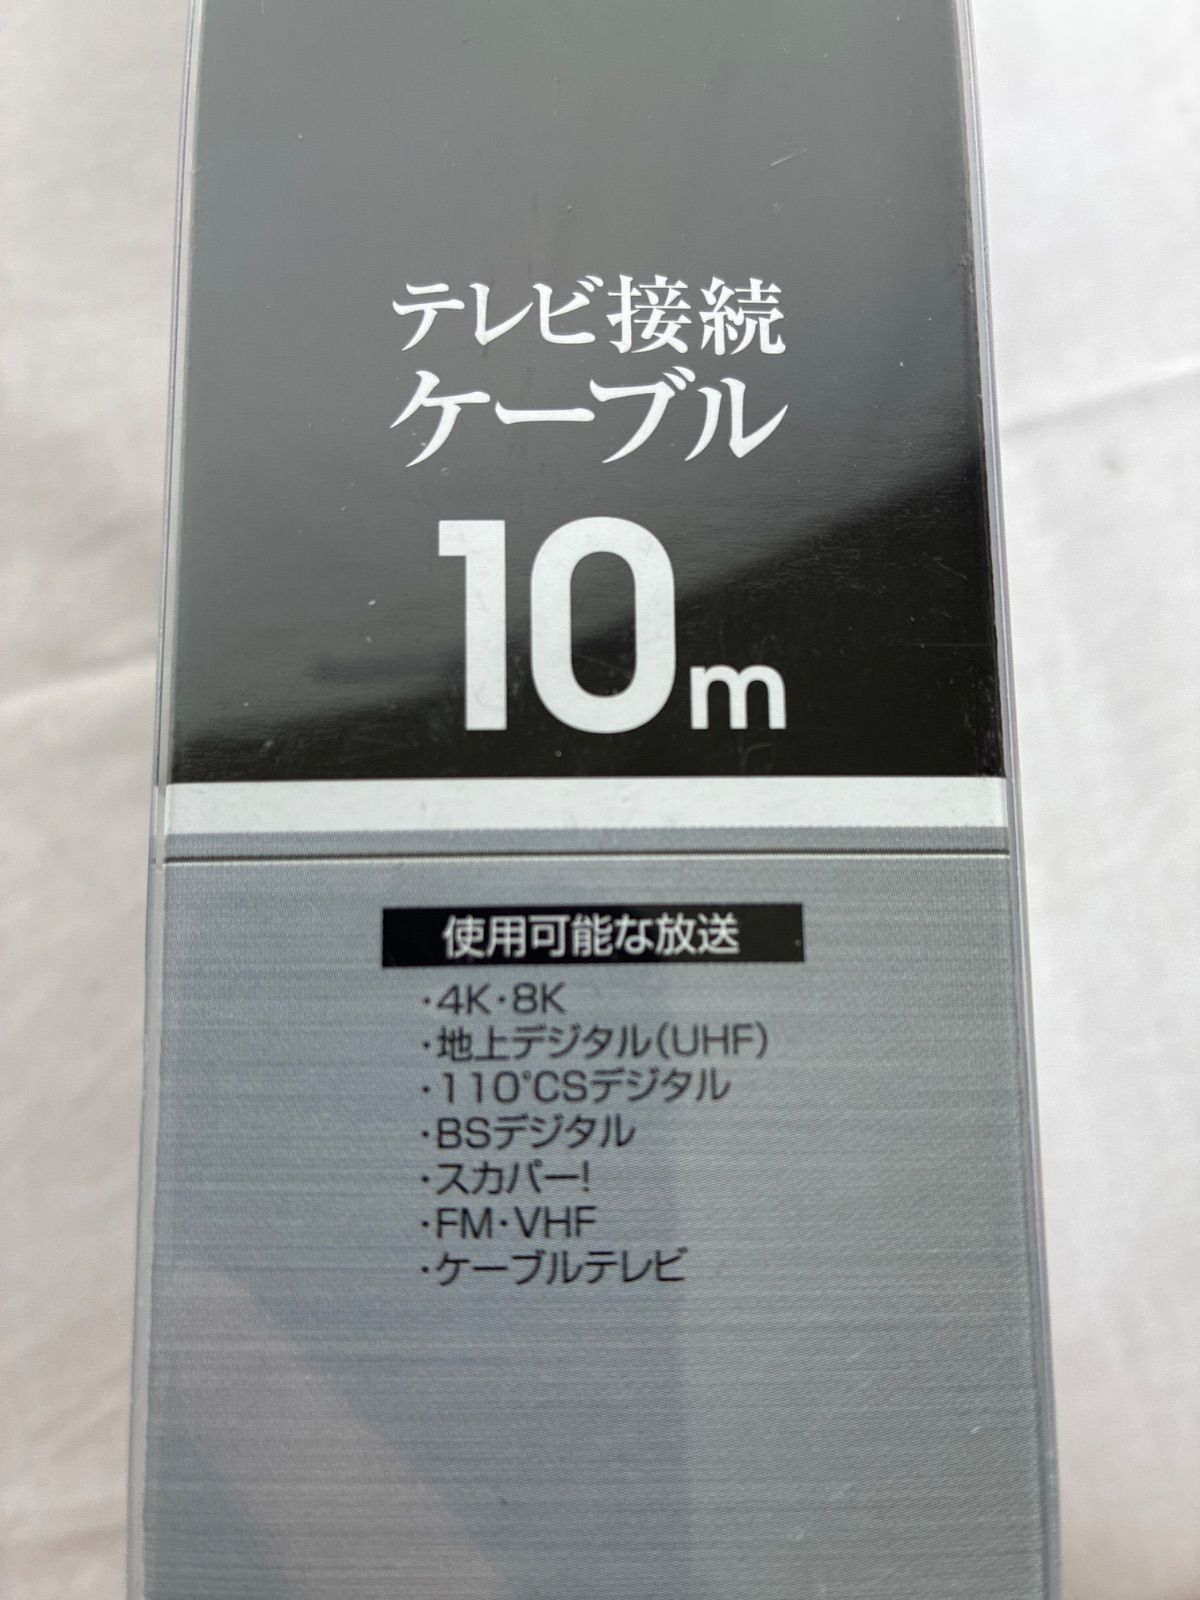 テレビ接続
ケーブル
10m
使用可能な放送
・4K・8K
・地上デジタル(UHF)
・110°CSデジタル
・BSデジタル
・スカパー!
・FM・VHF
・ケーブルテレビ